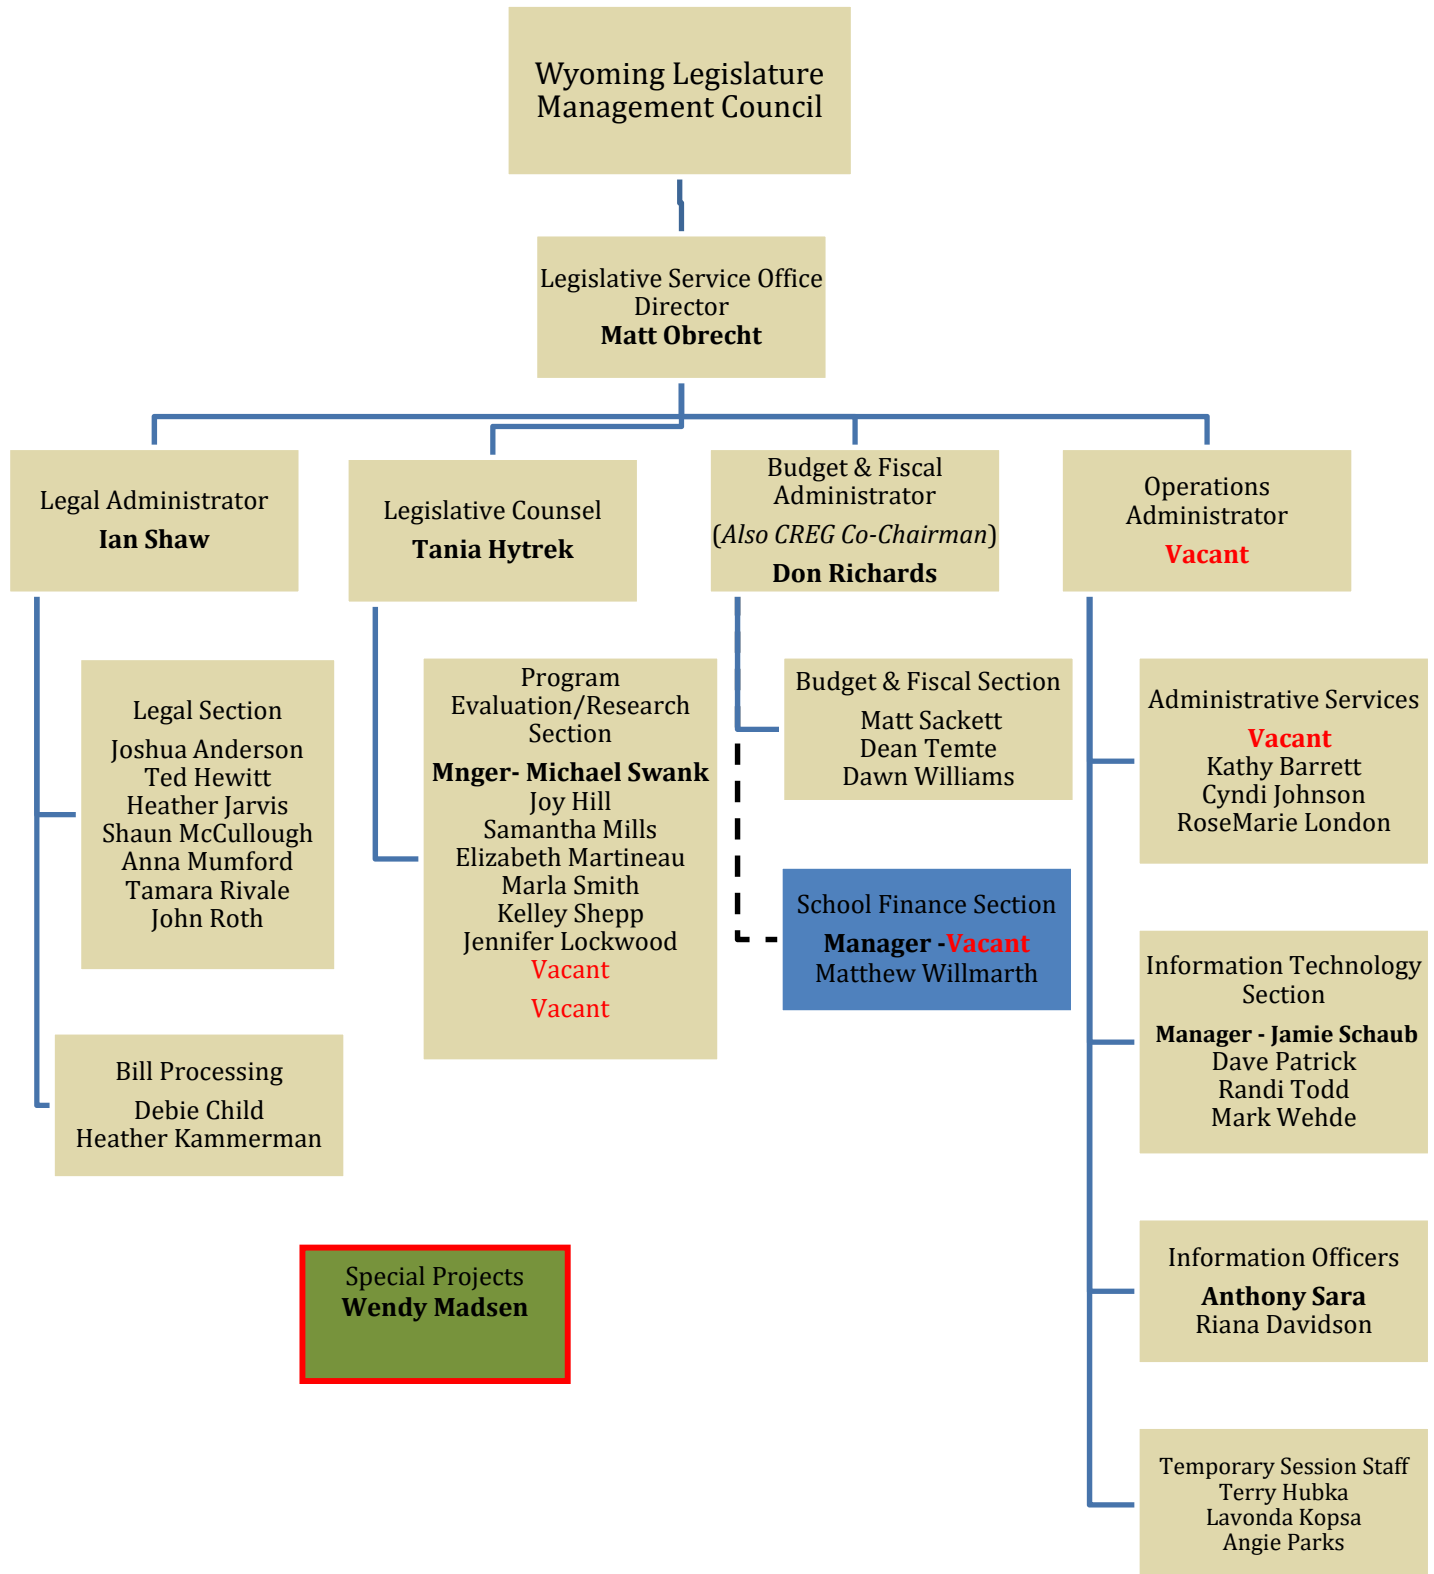 Wyoming Legislature
Management Council
Legislative Service Office
Director
Matt Obrecht
Legal Administrator
Ian Shaw
Legislative Counsel
Tania Hytrek
Budget & Fiscal
Administrator
(Also CREG Co-Chairman)
Don Richards
Operations
Administrator
Vacant
Legal Section
Joshua Anderson
Ted Hewitt
Heather Jarvis
Shaun McCullough
Anna Mumford
Tamara Rivale
John Roth
Bill Processing
Debie Child
Heather Kammerman
Program
Evaluation/Research
Section
Mnger- Michael Swank
Joy Hill
Samantha Mills
Elizabeth Martineau
Marla Smith
Kelley Shepp
Jennifer Lockwood
Vacant
Vacant
Budget & Fiscal Section
Matt Sackett
Dean Temte
Dawn Williams
School Finance Section
Manager -Vacant
Matthew Willmarth
Administrative Services
Vacant
Kathy Barrett
Cyndi Johnson
RoseMarie London
Information Technology
Section
Manager - Jamie Schaub
Dave Patrick
Randi Todd
Mark Wehde
Information Officers
Anthony Sara
Riana Davidson
Temporary Session Staff
Terry Hubka
Lavonda Kopsa
Angie Parks
Special Projects
Wendy Madsen